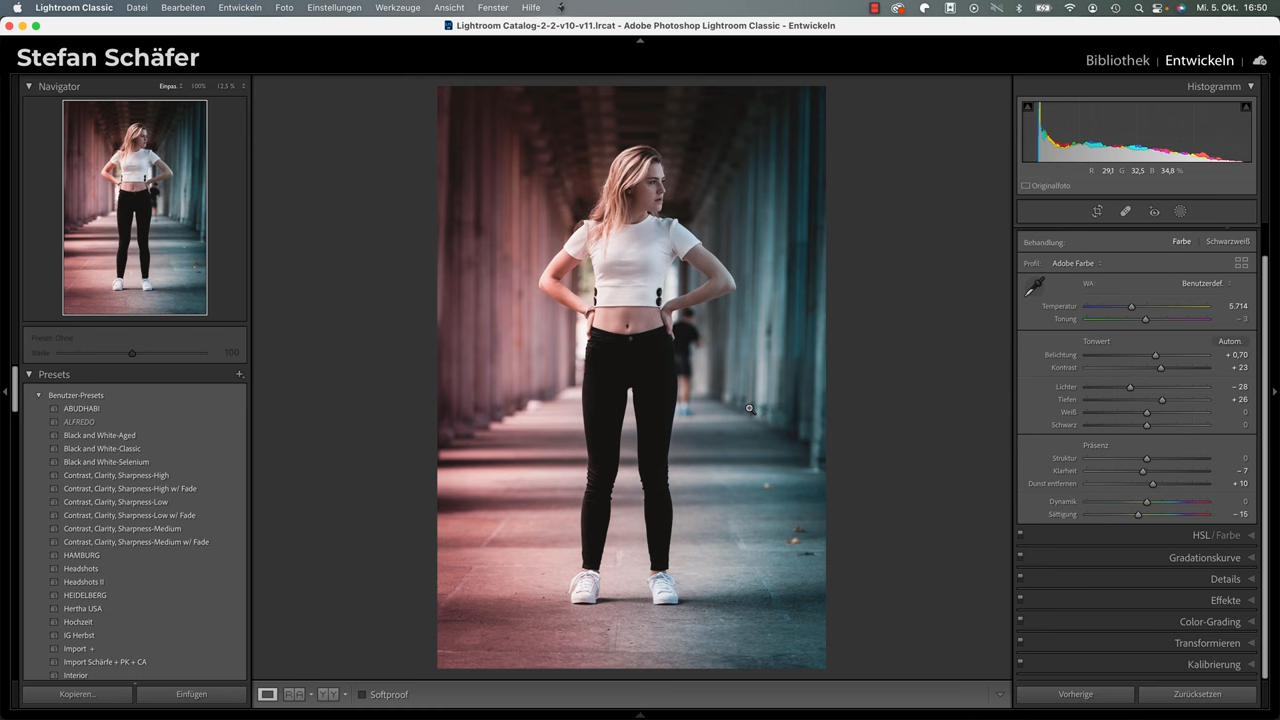 Lightroom Classic Datei Bearbeiten Entwickeln Foto Einstellungen Werkzeuge Ansicht Fenster Hilfe Mi. 5. Okt. 16:50
Lightroom Catalog-2-2-v10-v11.lrcat - Adobe Photoshop Lightroom Classic - Entwickeln
Stefan Schäfer
Bibliothek | Entwickeln |
Navigator Einpas. 100% 12,5 %
Preset: Ohne
Stärke 100
Presets +
Benutzer-Presets
ABUDHABI
ALFREDO
Black and White-Aged
Black and White-Classic
Black and White-Selenium
Contrast, Clarity, Sharpness-High
Contrast, Clarity, Sharpness-High w/ Fade
Contrast, Clarity, Sharpness-Low
Contrast, Clarity, Sharpness-Low w/ Fade
Contrast, Clarity, Sharpness-Medium
Contrast, Clarity, Sharpness-Medium w/ Fade
HAMBURG
Headshots
Headshots II
HEIDELBERG
Hertha USA
Hochzeit
IG Herbst
Import +
Import Schärfe + PK + CA
Interior
Kopieren... Einfügen
Softproof
Histogramm
R 29,1 G 32,5 B 34,8 %
Originalfoto
Behandlung: Farbe Schwarzweiß
Profil: Adobe Farbe
WA: Benutzerdef.
Temperatur 5.714
Tonung – 3
Tonwert Autom.
Belichtung + 0,70
Kontrast + 23
Lichter – 28
Tiefen + 26
Weiß 0
Schwarz 0
Präsenz
Struktur 0
Klarheit – 7
Dunst entfernen + 10
Dynamik 0
Sättigung – 15
HSL / Farbe
Gradationskurve
Details
Effekte
Color-Grading
Transformieren
Kalibrierung
Vorherige Zurücksetzen